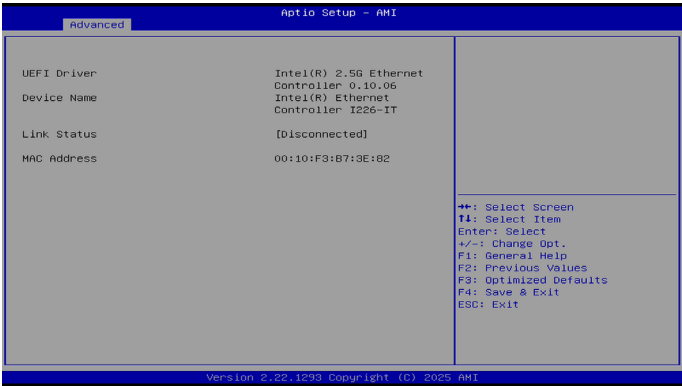 Aptio Setup – AMI
Advanced
UEFI Driver Intel(R) 2.5G Ethernet
Controller 0.10.06
Device Name Intel(R) Ethernet
Controller I226-IT
Link Status [Disconnected]
MAC Address 00:10:F3:B7:3E:82
→←: Select Screen
↑↓: Select Item
Enter: Select
+/-: Change Opt.
F1: General Help
F2: Previous Values
F3: Optimized Defaults
F4: Save & Exit
ESC: Exit
Version 2.22.1293 Copyright (C) 2025 AMI